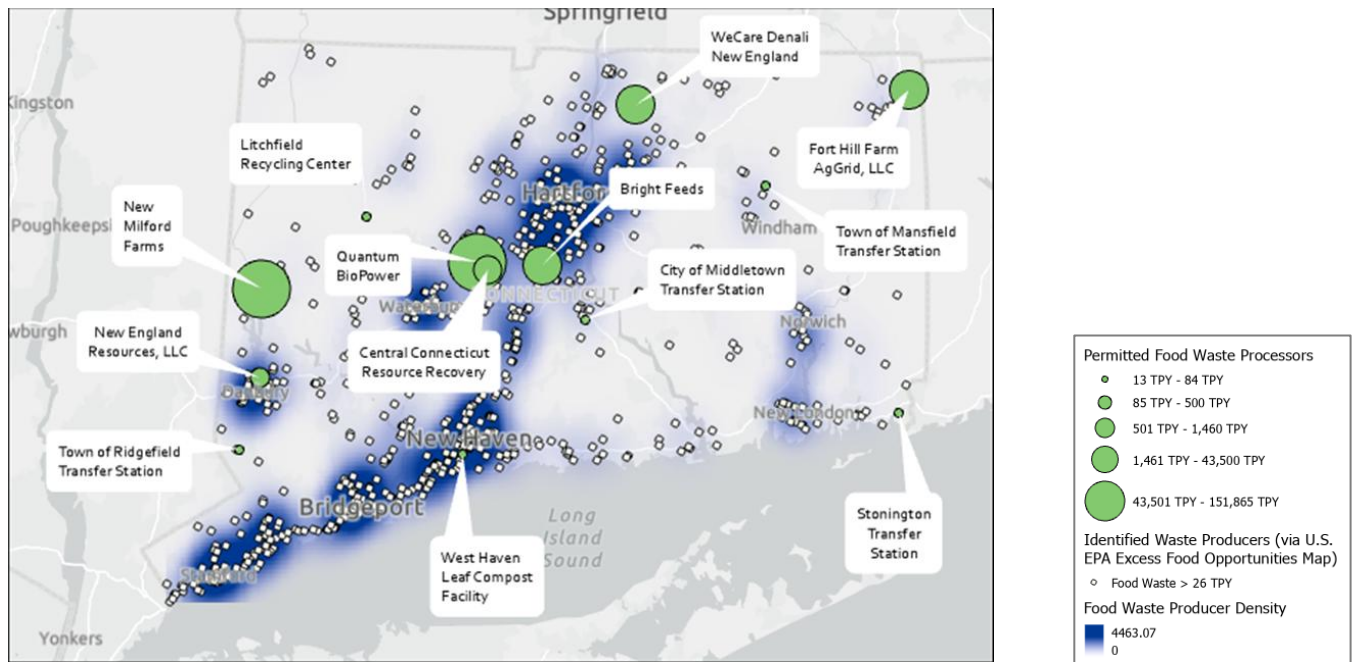 Springfield
WeCare Denali
New England
Kingston
Litchfield
Recycling Center
Fort Hill Farm
AgGrid, LLC
Hartfor
Bright Feeds
New
Milford
Farms
Poughkeepsi
Windham
Town of Mansfield
Transfer Station
Quantum
BioPower
City of Middletown
Transfer Station
CONNECTICUT
Waterbury
wburgh
New England
Resources, LLC
Norwich
Central Connecticut
Resource Recovery
Danbury
New London
New Haven
Town of Ridgefield
Transfer Station
Bridgeport
Long
Island
Sound
Stonington
Transfer
Station
West Haven
Leaf Compost
Facility
Stamford
Yonkers
Permitted Food Waste Processors
13 TPY - 84 TPY
85 TPY - 500 TPY
501 TPY - 1,460 TPY
1,461 TPY - 43,500 TPY
43,501 TPY - 151,865 TPY
Identified Waste Producers (via U.S.
EPA Excess Food Opportunities Map)
Food Waste > 26 TPY
Food Waste Producer Density
4463.07
0